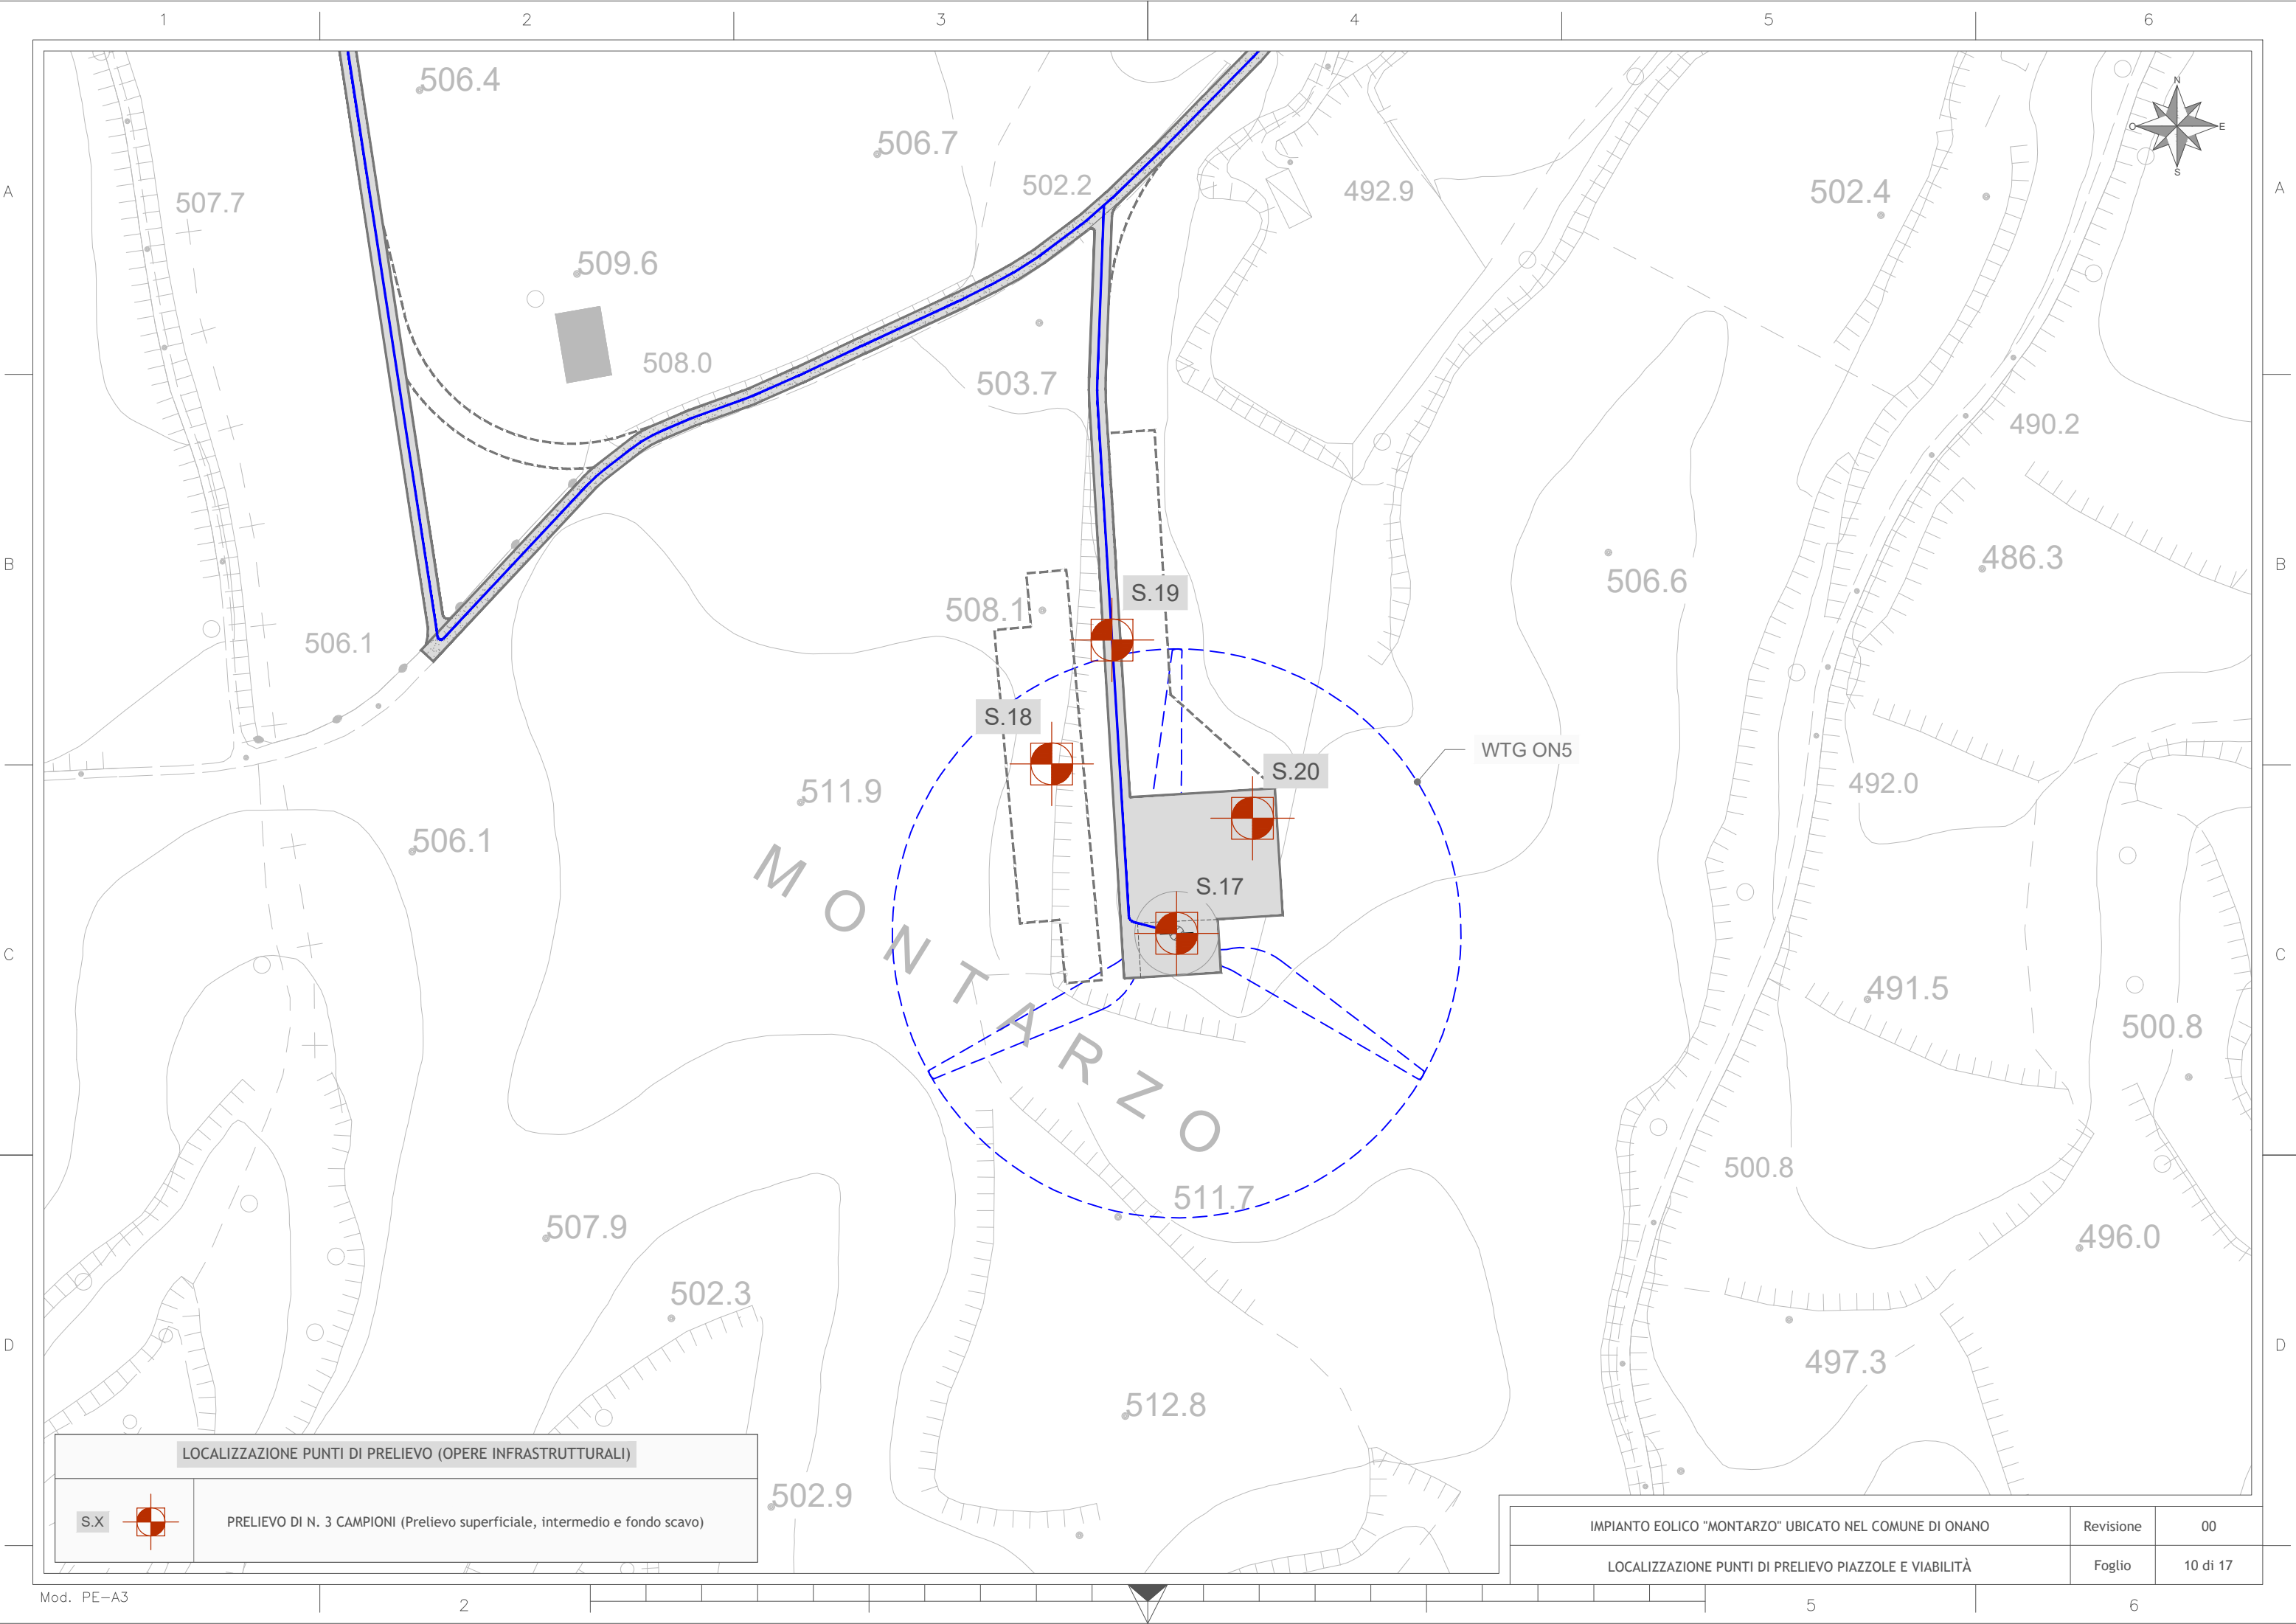 1 2 3 4 5 6
N
O E
S
506.4
506.7
A
507.7
502.2
492.9
502.4
A
509.6
508.0
503.7
490.2
B
486.3
B
506.6
S.19
508.1
506.1
S.18
WTG ON5
S.20
511.9
492.0
506.1
S.17
MONTARZO
C
C
491.5
500.8
500.8
511.7
507.9
496.0
502.3
D
D
497.3
512.8
502.9
LOCALIZZAZIONE PUNTI DI PRELIEVO (OPERE INFRASTRUTTURALI)
S.X
PRELIEVO DI N. 3 CAMPIONI (Prelievo superficiale, intermedio e fondo scavo)
IMPIANTO EOLICO "MONTARZO" UBICATO NEL COMUNE DI ONANO
Revisione
00
LOCALIZZAZIONE PUNTI DI PRELIEVO PIAZZOLE E VIABILITÀ
Foglio
10 di 17
Mod. PE-A3
2 5 6